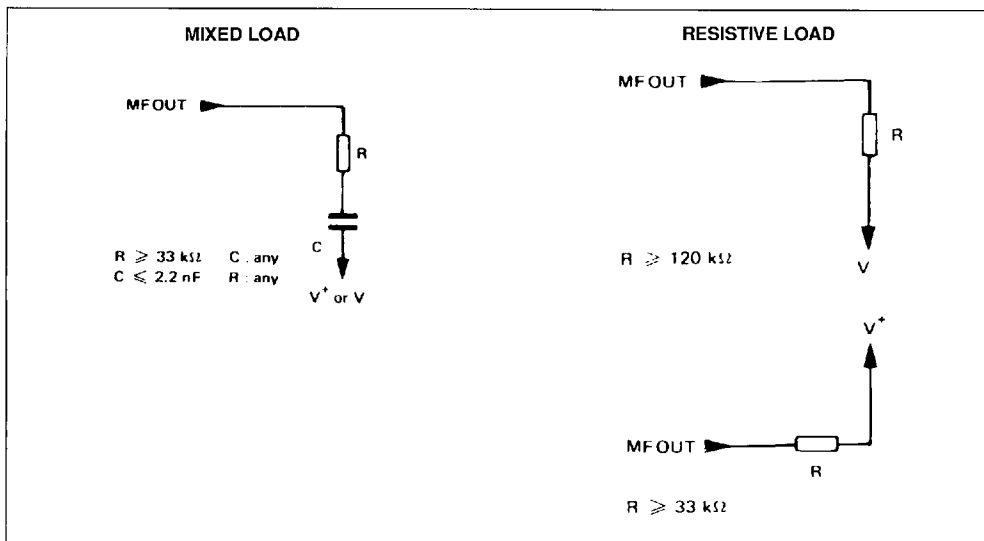 MIXED LOAD
MFOUT
R
C
R ⩾ 33 kΩ C : any
C ⩽ 2.2 nF R : any
V⁺ or V
RESISTIVE LOAD
MFOUT
R
R ⩾ 120 kΩ
V
V⁺
MFOUT
R
R ⩾ 33 kΩ